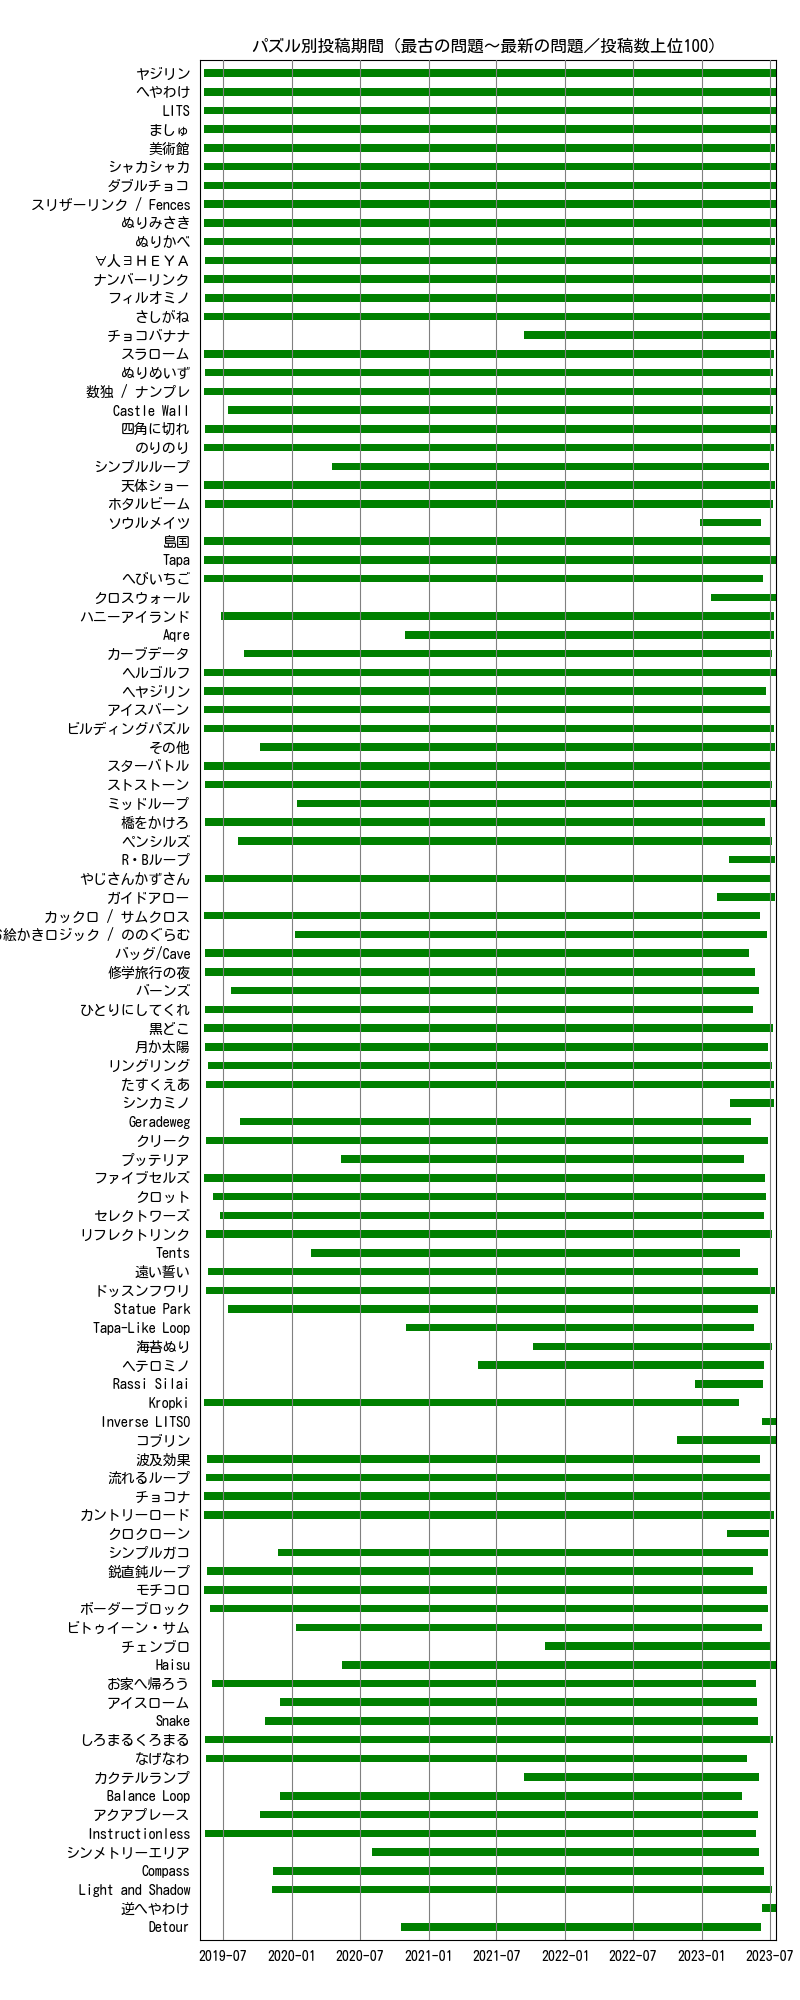 パズル別投稿期間（最古の問題～最新の問題／投稿数上位100）
ヤジリン
へやわけ
LITS
ましゅ
美術館
シャカシャカ
ダブルチョコ
スリザーリンク / Fences
ぬりみさき
ぬりかべ
∀人ヨＨＥＹＡ
ナンバーリンク
フィルオミノ
さしがね
チョコバナナ
スラローム
ぬりめいず
数独 / ナンプレ
Castle Wall
四角に切れ
のりのり
シンプルループ
天体ショー
ホタルビーム
ソウルメイツ
島国
Tapa
へびいちご
クロスウォール
ハニーアイランド
Aqre
カーブデータ
ヘルゴルフ
ヘヤジリン
アイスバーン
ビルディングパズル
その他
スターバトル
ストストーン
ミッドループ
橋をかけろ
ペンシルズ
R・Bループ
やじさんかずさん
ガイドアロー
カックロ / サムクロス
絵かきロジック / ののぐらむ
バッグ/Cave
修学旅行の夜
バーンズ
ひとりにしてくれ
黒どこ
月か太陽
リングリング
たすくえあ
シンカミノ
Geradeweg
クリーク
プッテリア
ファイブセルズ
クロット
セレクトワーズ
リフレクトリンク
Tents
遠い誓い
ドッスンフワリ
Statue Park
Tapa-Like Loop
海苔ぬり
ヘテロミノ
Rassi Silai
Kropki
Inverse LITSO
コブリン
波及効果
流れるループ
チョコナ
カントリーロード
クロクローン
シンプルガコ
鋭直鈍ループ
モチコロ
ボーダーブロック
ビトゥイーン・サム
チェンブロ
Haisu
お家へ帰ろう
アイスローム
Snake
しろまるくろまる
なげなわ
カクテルランプ
Balance Loop
アクアプレース
Instructionless
シンメトリーエリア
Compass
Light and Shadow
逆へやわけ
Detour
2019-07 2020-01 2020-07 2021-01 2021-07 2022-01 2022-07 2023-01 2023-07